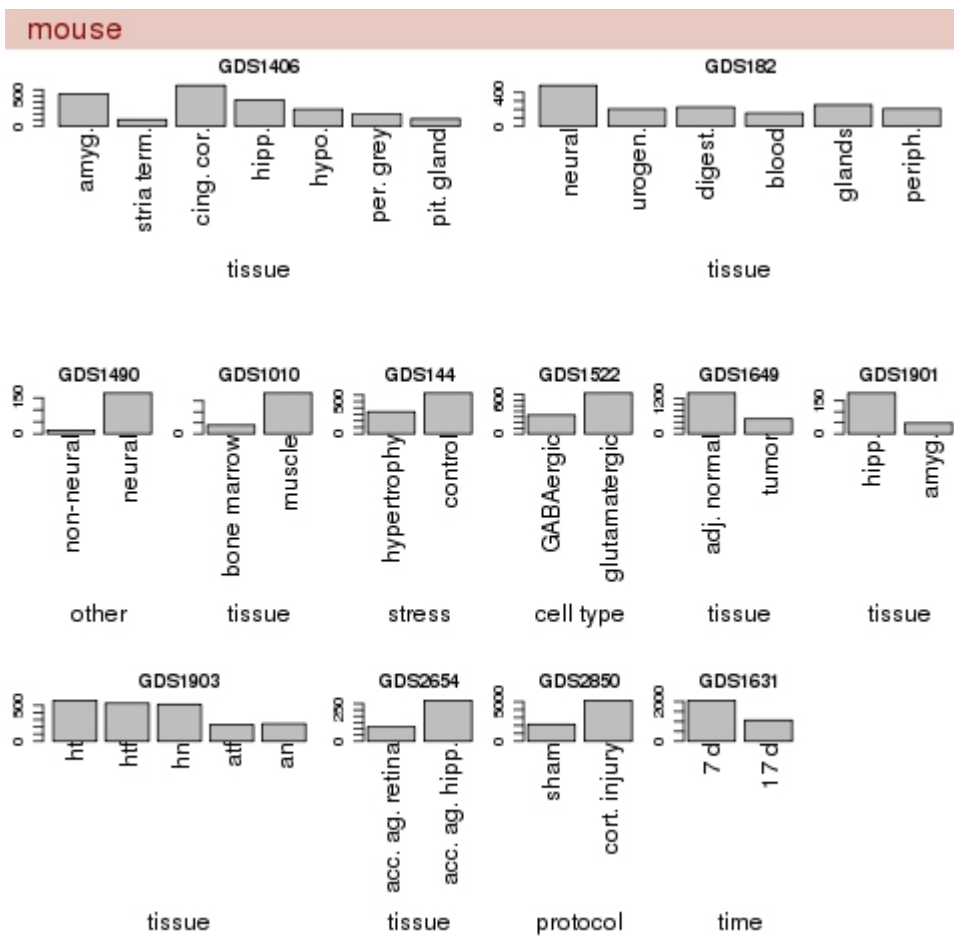 mouse
GDS1406
500
0
amyg.
stria term.
cing. cor.
hipp.
hypo.
per. grey
pit. gland
tissue
GDS182
400
0
neural
urogen.
digest.
blood
glands
periph.
tissue
GDS1490
150
0
non-neural
neural
other
GDS1010
0
bone marrow
muscle
tissue
GDS144
500
0
hypertrophy
control
stress
GDS1522
600
0
GABAergic
glutamatergic
cell type
GDS1649
1200
0
adj. normal
tumor
tissue
GDS1901
150
0
hipp.
amyg.
tissue
GDS1903
500
0
ht
htf
hn
atf
an
tissue
GDS2654
250
0
acc. ag. retina
acc. ag. hipp.
tissue
GDS2850
50000
0
sham
cort. injury
protocol
GDS1631
20000
0
7 d
17 d
time